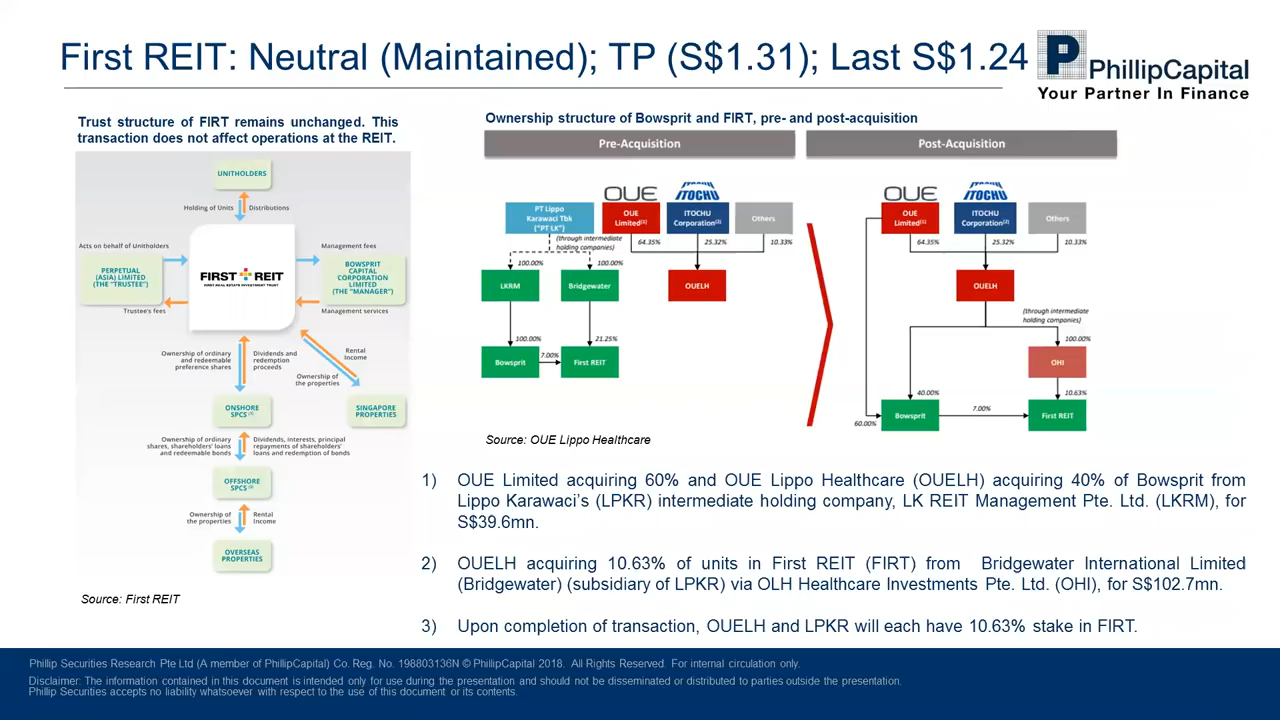 First REIT: Neutral (Maintained); TP (S$1.31); Last S$1.24
P PhillipCapital
Your Partner In Finance
Trust structure of FIRT remains unchanged. This
transaction does not affect operations at the REIT.
UNITHOLDERS
Holding of Units
Distributions
Acts on behalf of Unitholders
Management fees
PERPETUAL
(ASIA) LIMITED
(THE "TRUSTEE")
FIRST REIT
FIRST REAL ESTATE INVESTMENT TRUST
BOWSPRIT
CAPITAL
CORPORATION
LIMITED
(THE "MANAGER")
Trustee's fees
Management services
Ownership of ordinary
and redeemable
preference shares
Dividends and
redemption
proceeds
Rental
Income
Ownership of
the properties
ONSHORE
SPCS (1)
SINGAPORE
PROPERTIES
Ownership of ordinary
shares, shareholders' loans
and redeemable bonds
Dividends, interests, principal
repayments of shareholders'
loans and redemption of bonds
OFFSHORE
SPCS (2)
Ownership of
the properties
Rental
Income
OVERSEAS
PROPERTIES
Source: First REIT
Ownership structure of Bowsprit and FIRT, pre- and post-acquisition
Pre-Acquisition
OUE
ITOCHU
PT Lippo
Karawaci Tbk
("PT LK")
OUE
Limited(1)
ITOCHU
Corporation(2)
Others
(through intermediate
holding companies)
64.35%
25.32%
10.33%
100.00%
100.00%
LKRM
Bridgewater
OUELH
100.00%
21.25%
Bowsprit
7.00%
First REIT
Post-Acquisition
OUE
ITOCHU
OUE
Limited(1)
ITOCHU
Corporation(2)
Others
64.35%
25.32%
10.33%
OUELH
(through intermediate
holding companies)
100.00%
OHI
40.00%
10.63%
Bowsprit
7.00%
First REIT
60.00%
Source: OUE Lippo Healthcare
1) OUE Limited acquiring 60% and OUE Lippo Healthcare (OUELH) acquiring 40% of Bowsprit from
Lippo Karawaci's (LPKR) intermediate holding company, LK REIT Management Pte. Ltd. (LKRM), for
S$39.6mn.
2) OUELH acquiring 10.63% of units in First REIT (FIRT) from Bridgewater International Limited
(Bridgewater) (subsidiary of LPKR) via OLH Healthcare Investments Pte. Ltd. (OHI), for S$102.7mn.
3) Upon completion of transaction, OUELH and LPKR will each have 10.63% stake in FIRT.
Phillip Securities Research Pte Ltd (A member of PhillipCapital) Co. Reg. No. 198803136N © PhillipCapital 2018. All Rights Reserved. For internal circulation only.
Disclaimer: The information contained in this document is intended only for use during the presentation and should not be disseminated or distributed to parties outside the presentation.
Phillip Securities accepts no liability whatsoever with respect to the use of this document or its contents.